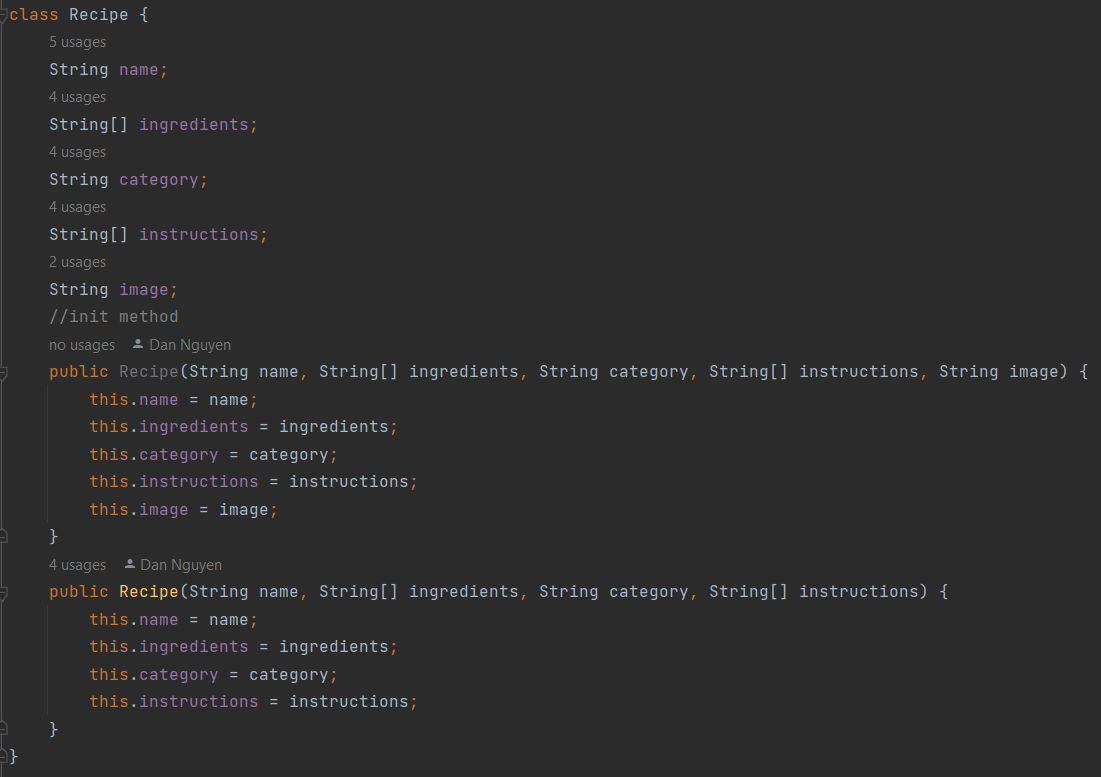 class Recipe {
5 usages
String name;
4 usages
String[] ingredients;
4 usages
String category;
4 usages
String[] instructions;
2 usages
String image;
//init method
no usages Dan Nguyen
public Recipe(String name, String[] ingredients, String category, String[] instructions, String image) {
this.name = name;
this.ingredients = ingredients;
this.category = category;
this.instructions = instructions;
this.image = image;
}
4 usages Dan Nguyen
public Recipe(String name, String[] ingredients, String category, String[] instructions) {
this.name = name;
this.ingredients = ingredients;
this.category = category;
this.instructions = instructions;
}
}